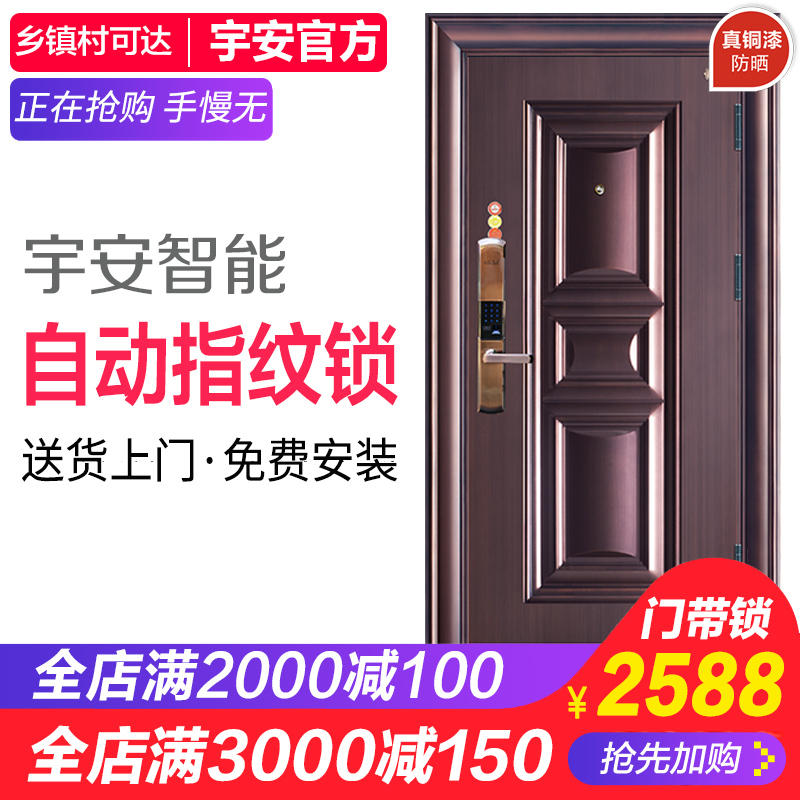 乡镇村可达 | 宇安官方
正在抢购 手慢无
真铜漆
防晒
宇安智能
自动指纹锁
送货上门·免费安装
门带锁
¥2588
抢先加购
全店满2000减100
全店满3000减150